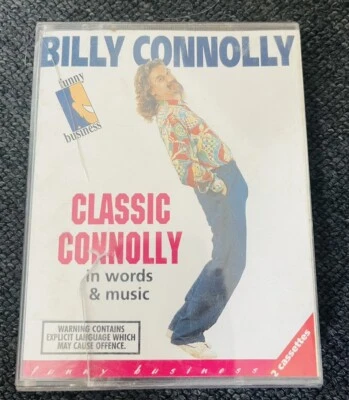 BILLY CONNOLLY
funny
business
CLASSIC
CONNOLLY
in words
& music
WARNING CONTAINS
EXPLICIT LANGUAGE WHICH
MAY CAUSE OFFENCE.
funny business
2 cassettes